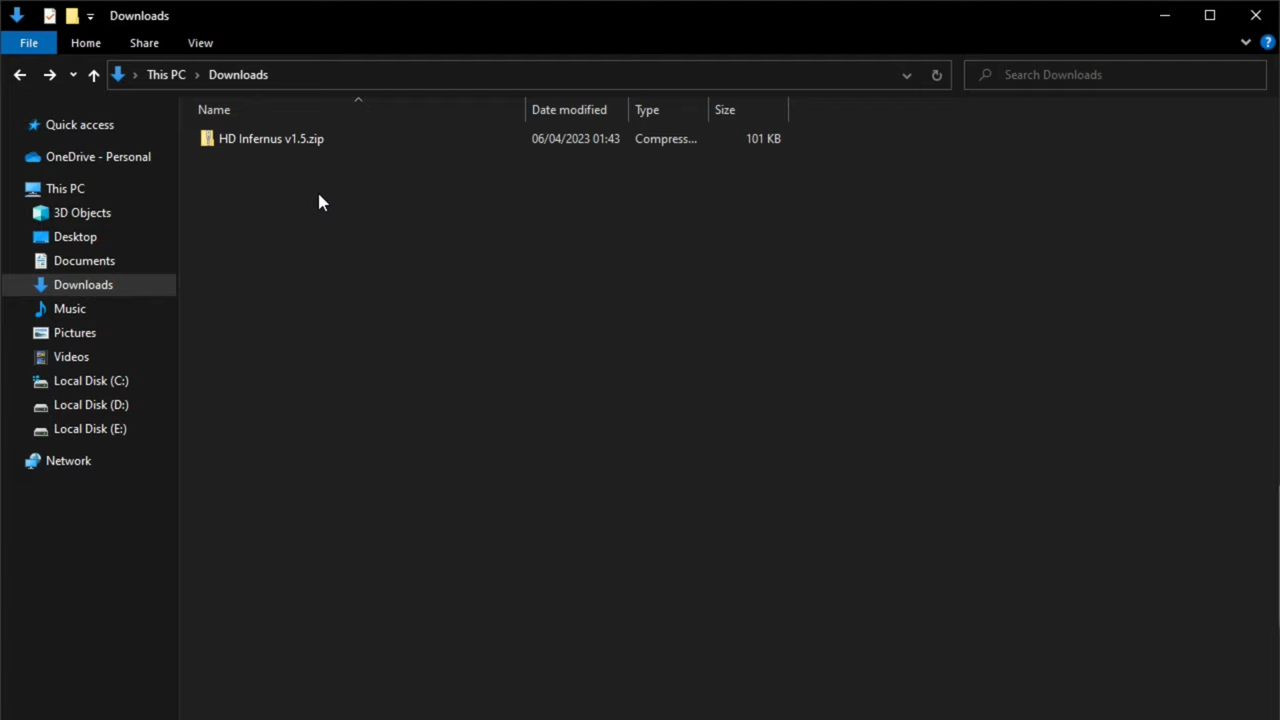 Downloads
File Home Share View
This PC Downloads
Search Downloads
Name Date modified Type Size
HD Infernus v1.5.zip 06/04/2023 01:43 Compress... 101 KB
Quick access
OneDrive - Personal
This PC
3D Objects
Desktop
Documents
Downloads
Music
Pictures
Videos
Local Disk (C:)
Local Disk (D:)
Local Disk (E:)
Network